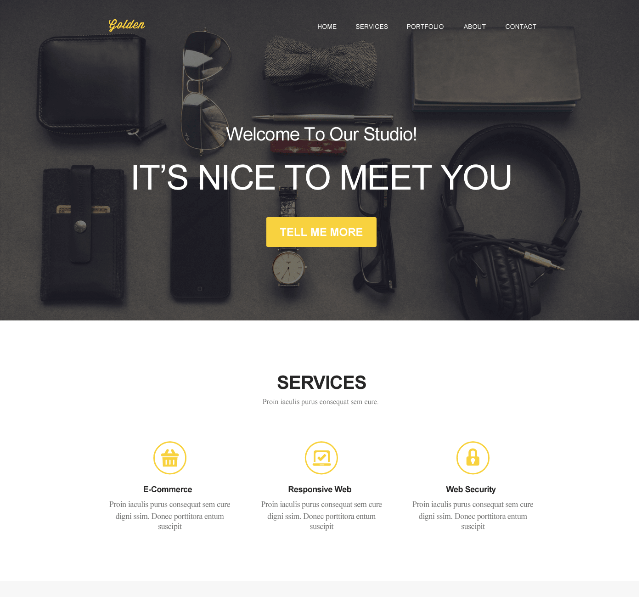 Golden
HOME SERVICES PORTFOLIO ABOUT CONTACT
Welcome To Our Studio!
IT'S NICE TO MEET YOU
TELL ME MORE
SERVICES
Proin iaculis purus consequat sem cure
E-Commerce
Proin iaculis purus consequat sem cure
digni ssim. Donec porttitora entum
suscipit
Responsive Web
Proin iaculis purus consequat sem cure
digni ssim. Donec porttitora entum
suscipit
Web Security
Proin iaculis purus consequat sem cure
digni ssim. Donec porttitora entum
suscipit